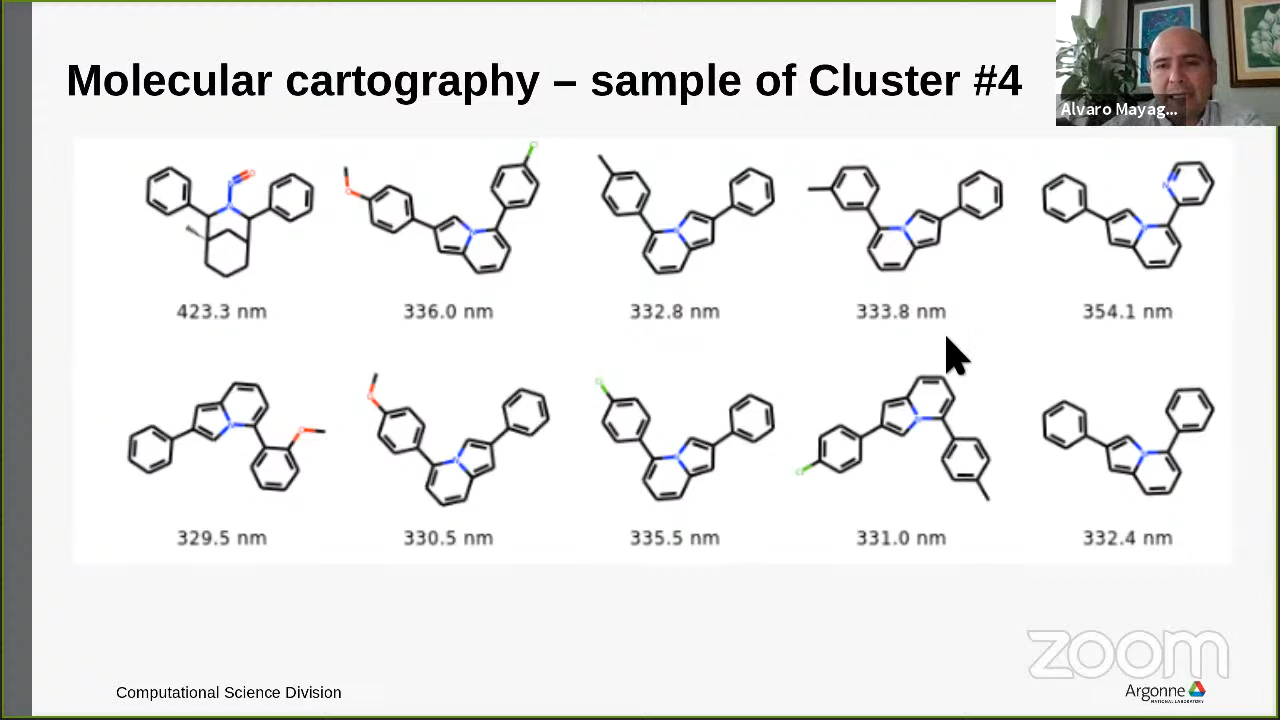 Molecular cartography – sample of Cluster #4
Alvaro Mayag...
423.3 nm
336.0 nm
332.8 nm
333.8 nm
354.1 nm
329.5 nm
330.5 nm
335.5 nm
331.0 nm
332.4 nm
zoom
Computational Science Division
Argonne
NATIONAL LABORATORY